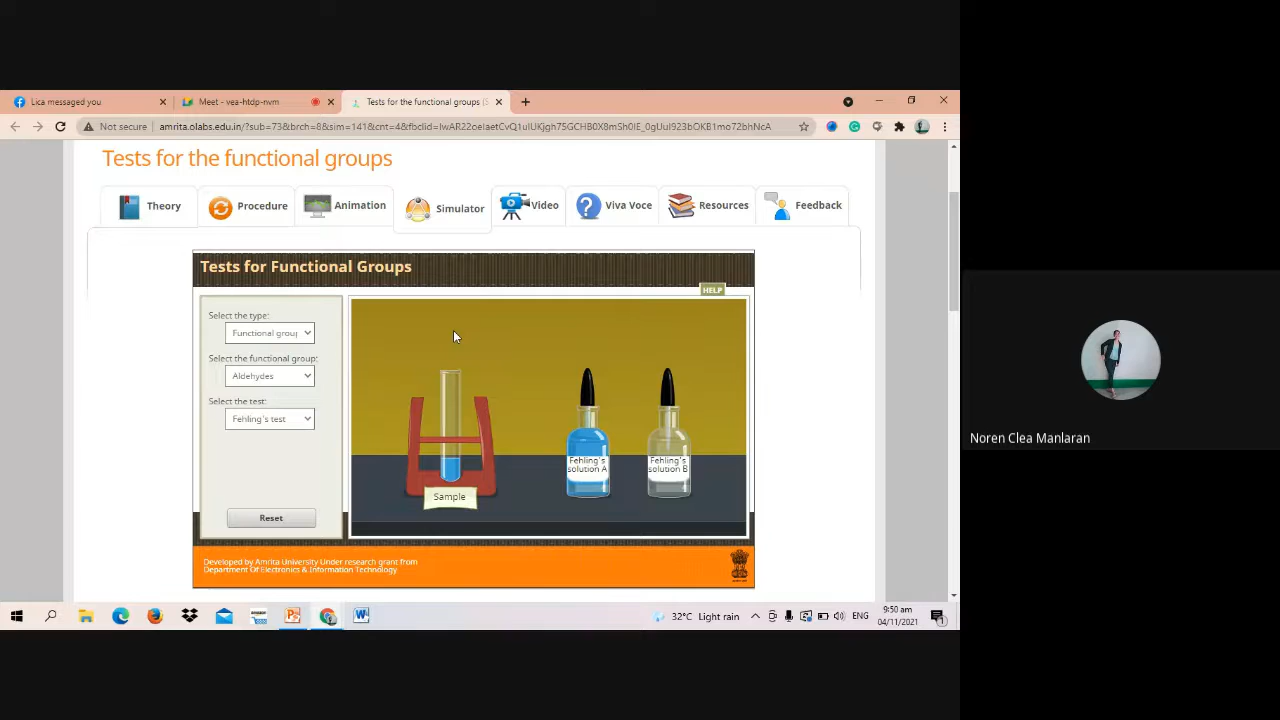 Lica messaged you
Meet - vea-htdp-nvm
Tests for the functional groups (S
Not secure
Tests for the functional groups
Theory
Procedure
Animation
Simulator
Video
Viva Voce
Resources
Feedback
Tests for Functional Groups
HELP
Select the type:
Functional group
Select the functional group:
Aldehydes
Select the test:
Fehling's test
Reset
Sample
Fehling's
solution A
Fehling's
solution B
Developed by Amrita University Under research grant from
Department Of Electronics & Information Technology
Noren Clea Manlaran
32°C Light rain
ENG
9:50 am
04/11/2021